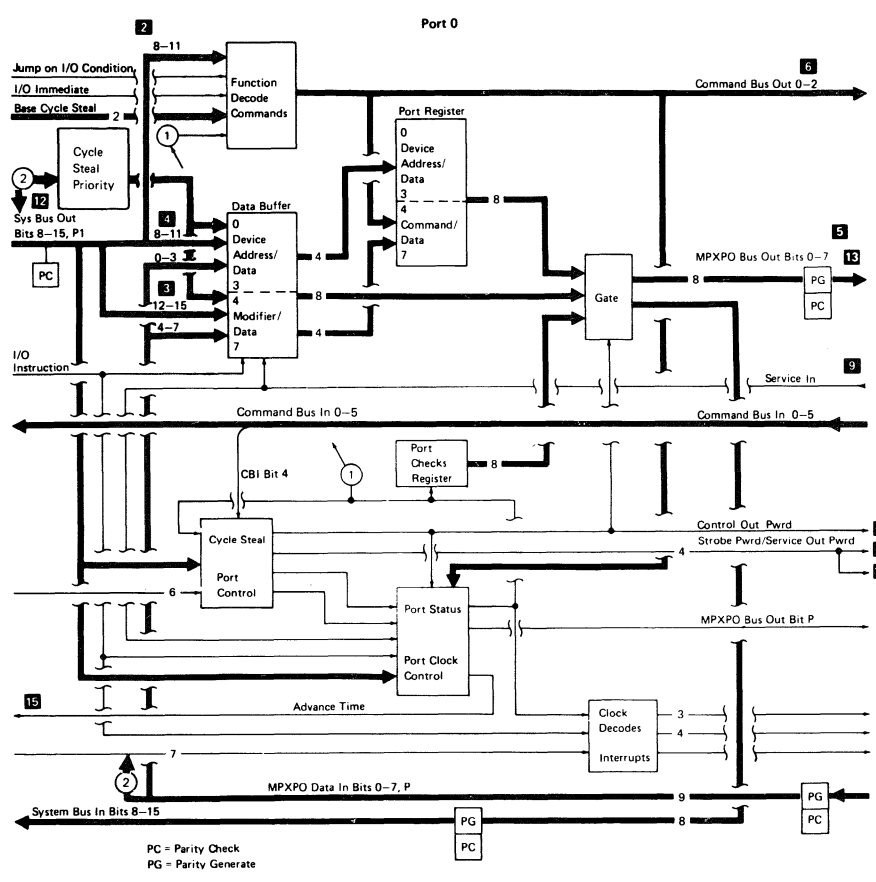 Port 0
2
8–11
6
Jump on I/O Condition
Command Bus Out 0–2
I/O Immediate
Function
Decode
Commands
Base Cycle Steal
2
Port Register
1
0
Device
Address/
Data
3
4
Command/
Data
7
8
Cycle
Steal
Priority
2
12
Sys Bus Out
Bits 8–15, P1
4
8–11
Data Buffer
0
Device
Address/
Data
3
4
Modifier/
Data
7
0–3
3
12–15
4–7
4
8
4
PC
Gate
5
MPXPO Bus Out Bits 0–7
13
8
PG
PC
I/O
Instruction
9
Service In
Command Bus In 0–5
Command Bus In 0–5
Port
Checks
Register
8
CBI Bit 4
1
Cycle Steal
Port
Control
Control Out Pwrd
Strobe Pwrd/Service Out Pwrd
4
6
Port Status
Port Clock
Control
MPXPO Bus Out Bit P
15
Advance Time
Clock
Decodes
Interrupts
3
4
7
2
MPXPO Data In Bits 0–7, P
9
PG
PC
System Bus In Bits 8–15
PG
PC
8
PC = Parity Check
PG = Parity Generate